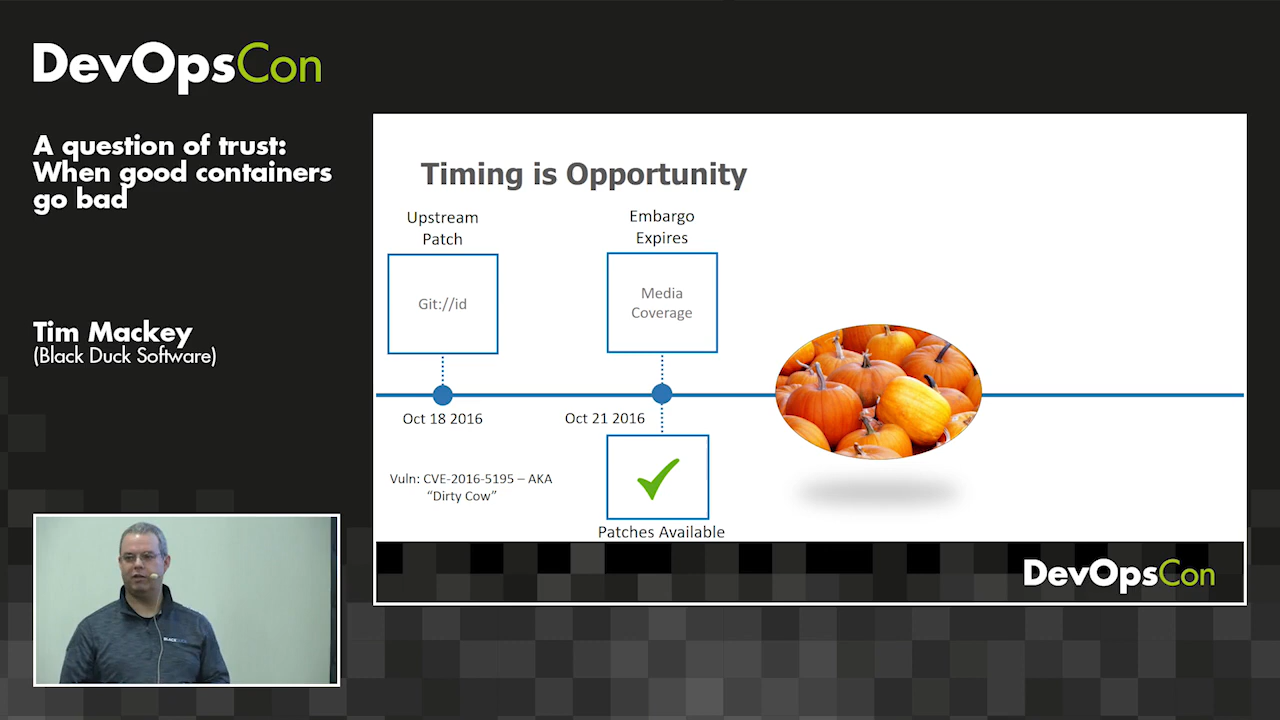 DevOpsCon
A question of trust:
When good containers
go bad
Tim Mackey
(Black Duck Software)
Timing is Opportunity
Upstream
Patch
Git://id
Oct 18 2016
Embargo
Expires
Media
Coverage
Oct 21 2016
Vuln: CVE-2016-5195 – AKA
“Dirty Cow”
Patches Available
DevOpsCon